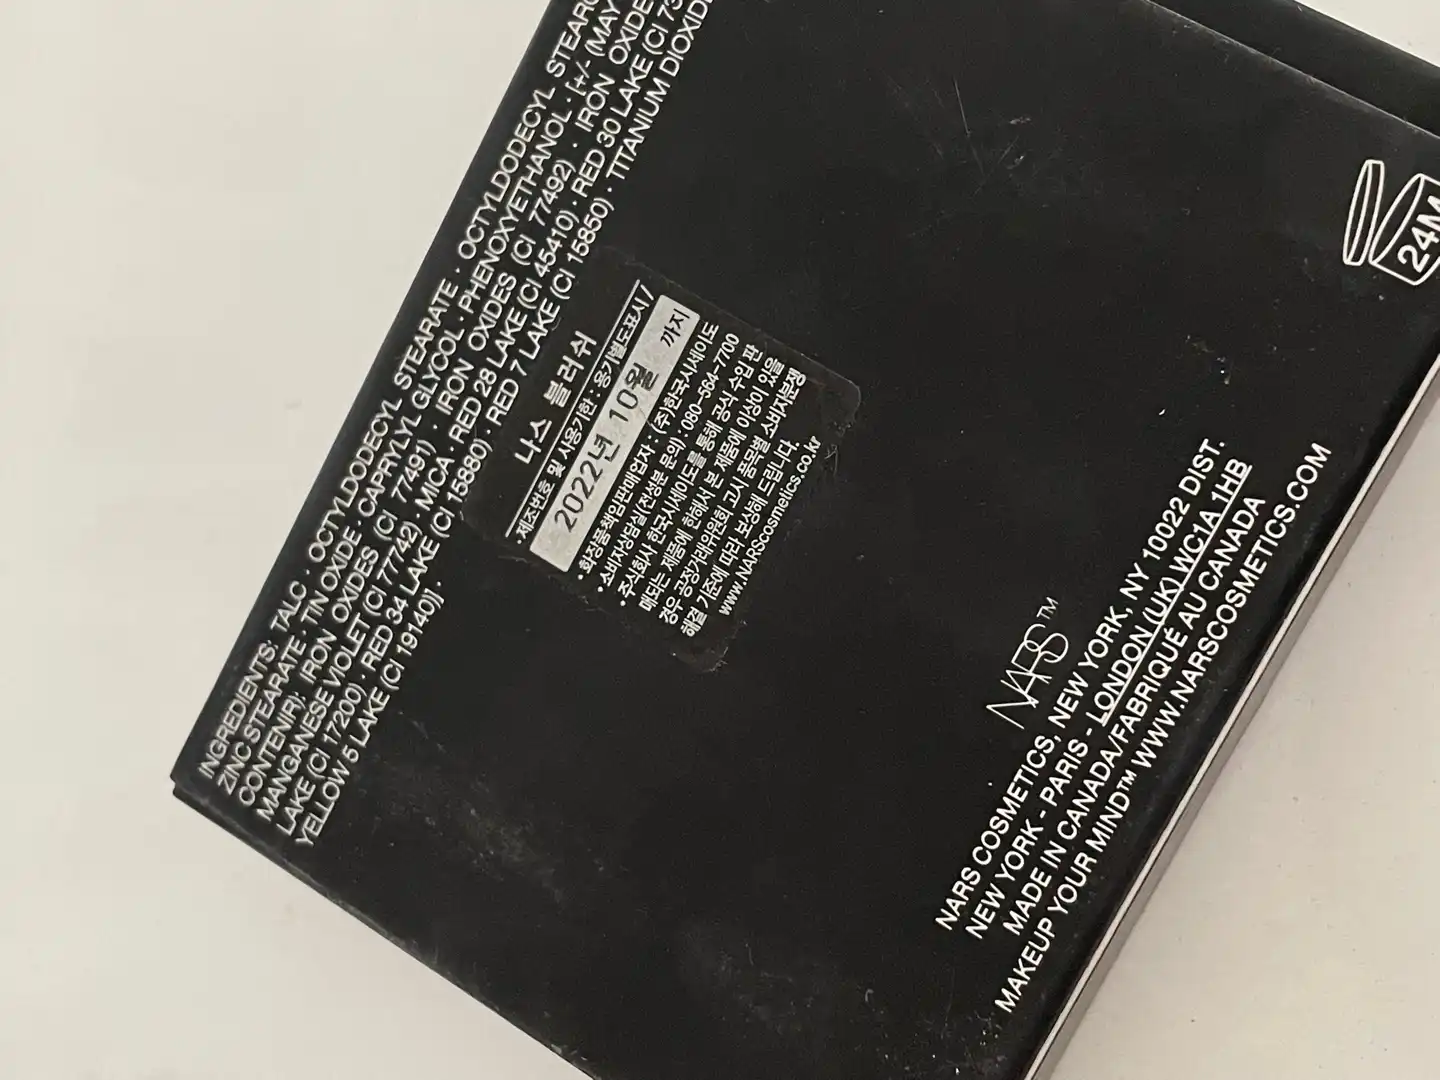 INGREDIENTS: TALC · OCTYLDODECYL STEARATE · OCTYLDODECYL STEAR
ZINC STEARATE · TIN OXIDE · CAPRYLYL GLYCOL · PHENOXYETHANOL · [+/- (MAY
CONTENIR): IRON OXIDES (CI 77491) · IRON OXIDES (CI 77492) · IRON OXIDE
MANGANESE VIOLET (CI 77742) · MICA · RED 28 LAKE (CI 45410) · RED 30 LAKE (CI 73
LAKE (CI 17200) · RED 34 LAKE (CI 15880) · RED 7 LAKE (CI 15850) · TITANIUM DIOXIDE
YELLOW 5 LAKE (CI 19140)].
나스 블러쉬
·제조번호 및 사용기한 : 용기별도표시/
2022년 10월 까지
·화장품책임판매업자 : (주)한국시세이도
·소비자상담실(전성분 문의) : 080-564-7700
·주식회사 한국시세이도를 통해 공식 수입 판
매되는 제품에 한해서 본 제품에 이상이 있을
경우 공정거래위원회 고시 품목별 소비자분쟁
해결 기준에 따라 보상해 드립니다.
www.NARScosmetics.co.kr
24M
NARS™
NARS COSMETICS, NEW YORK, NY 10022 DIST.
NEW YORK - PARIS - LONDON (UK) WC1A 1HB
MADE IN CANADA/FABRIQUÉ AU CANADA
MAKEUP YOUR MIND™ WWW.NARSCOSMETICS.COM